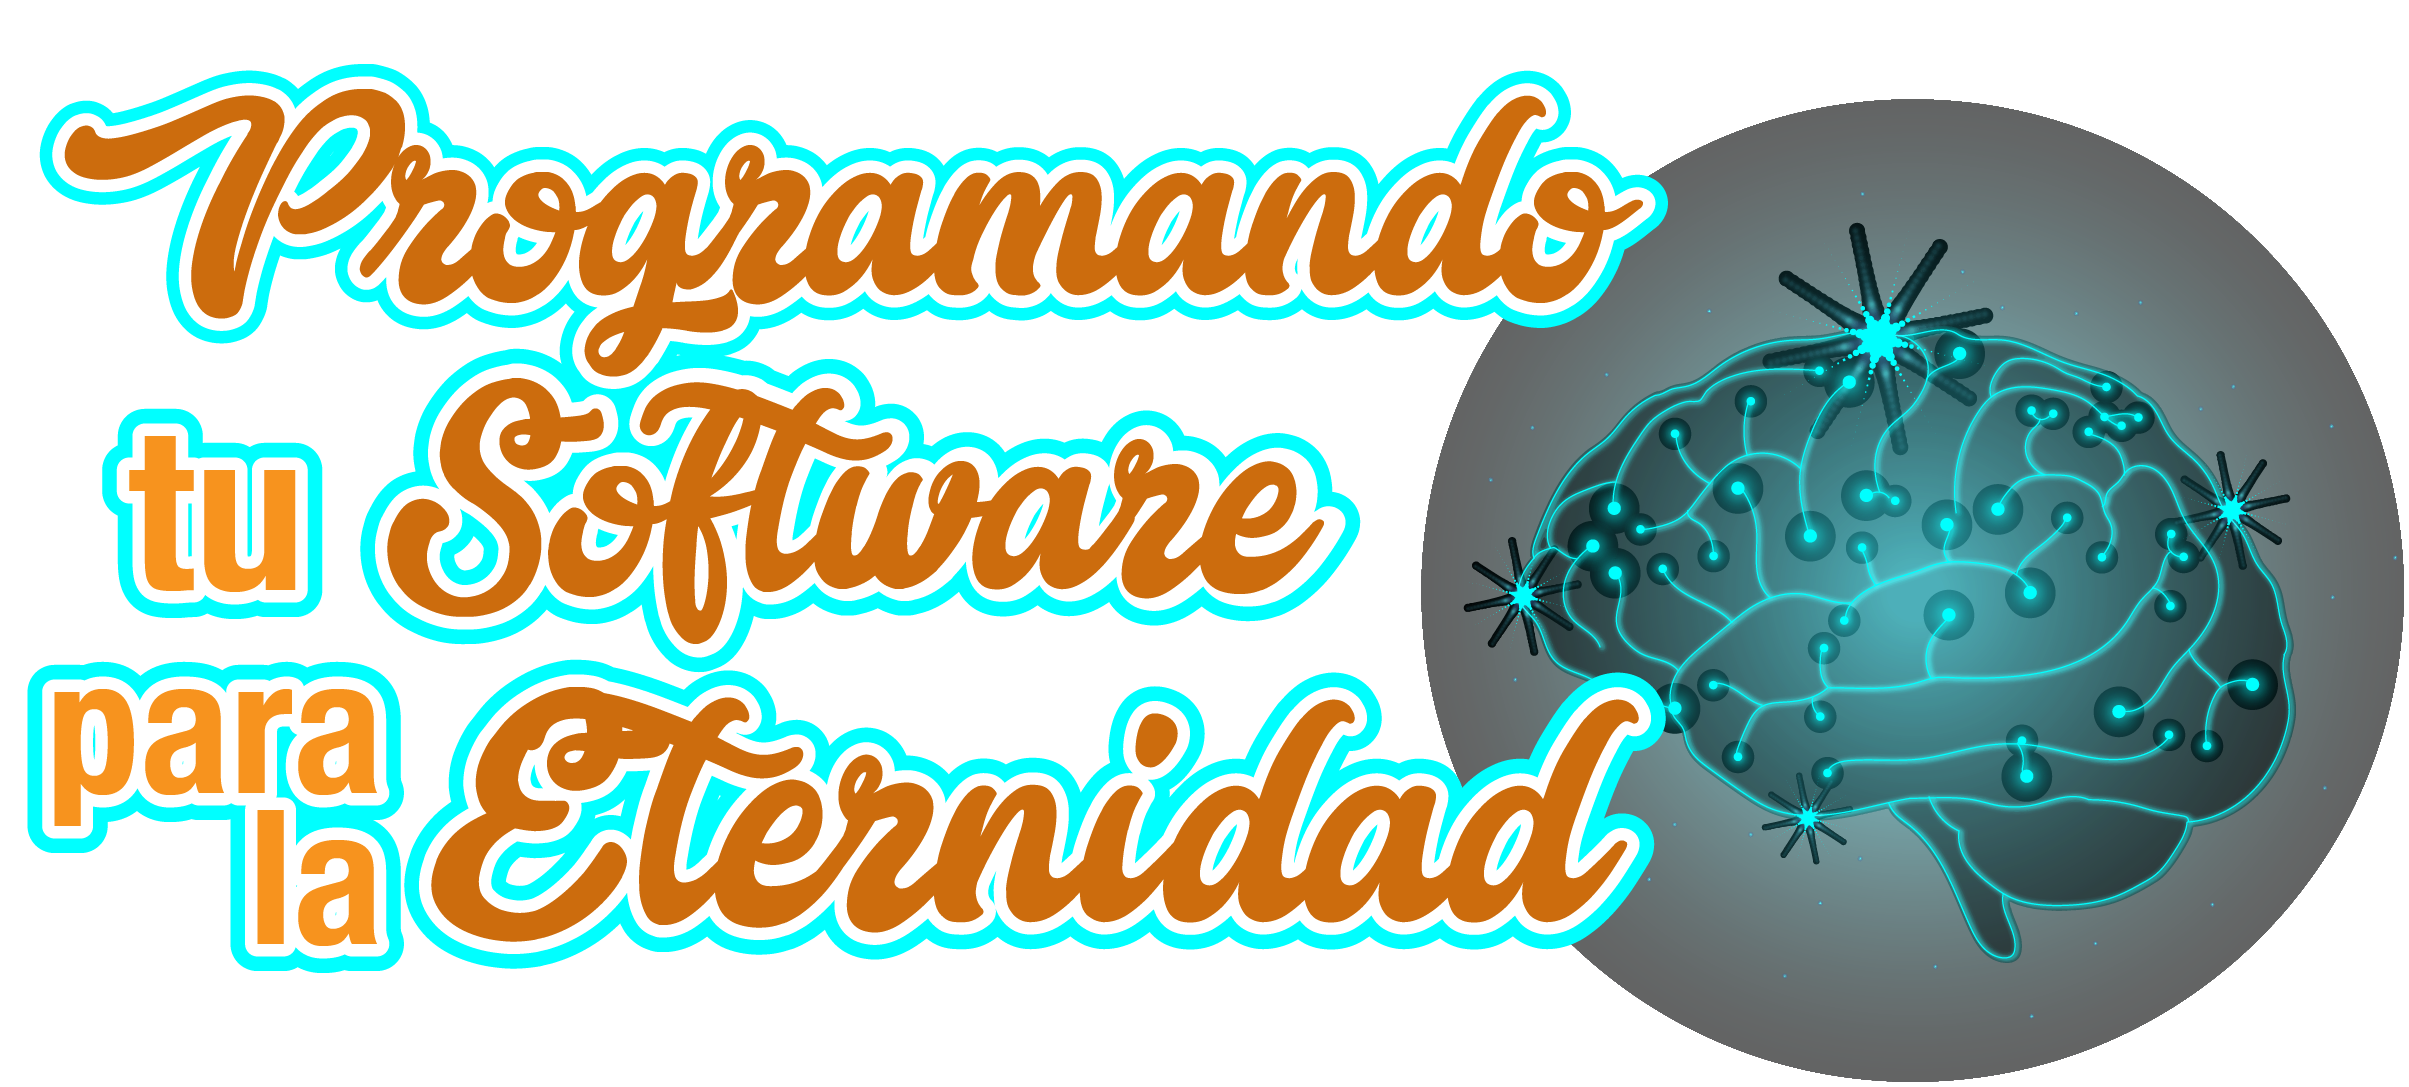 Programando
tu Software
para
la Eternidad